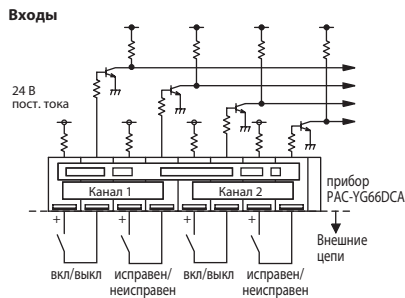 Входы
24 В
пост. тока
Канал 1
Канал 2
прибор
PAC-YG66DCA
+
+
+
+
Внешние
цепи
вкл/выкл
исправен/
неисправен
вкл/выкл
исправен/
неисправен